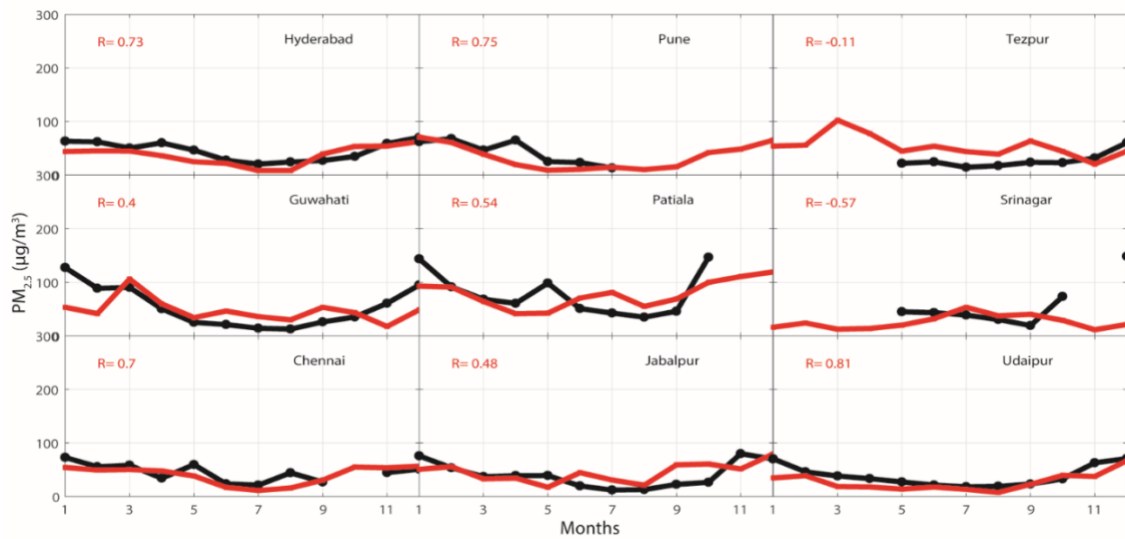 300
R= 0.73
Hyderabad
R= 0.75
Pune
R= -0.11
Tezpur
200
100
300
0
R= 0.4
Guwahati
R= 0.54
Patiala
R= -0.57
Srinagar
200
100
300
0
R= 0.7
Chennai
R= 0.48
Jabalpur
R= 0.81
Udaipur
200
100
0
PM2.5 (μg/m³)
1 3 5 7 9 11 1 3 5 7 9 11 1 3 5 7 9 11
Months